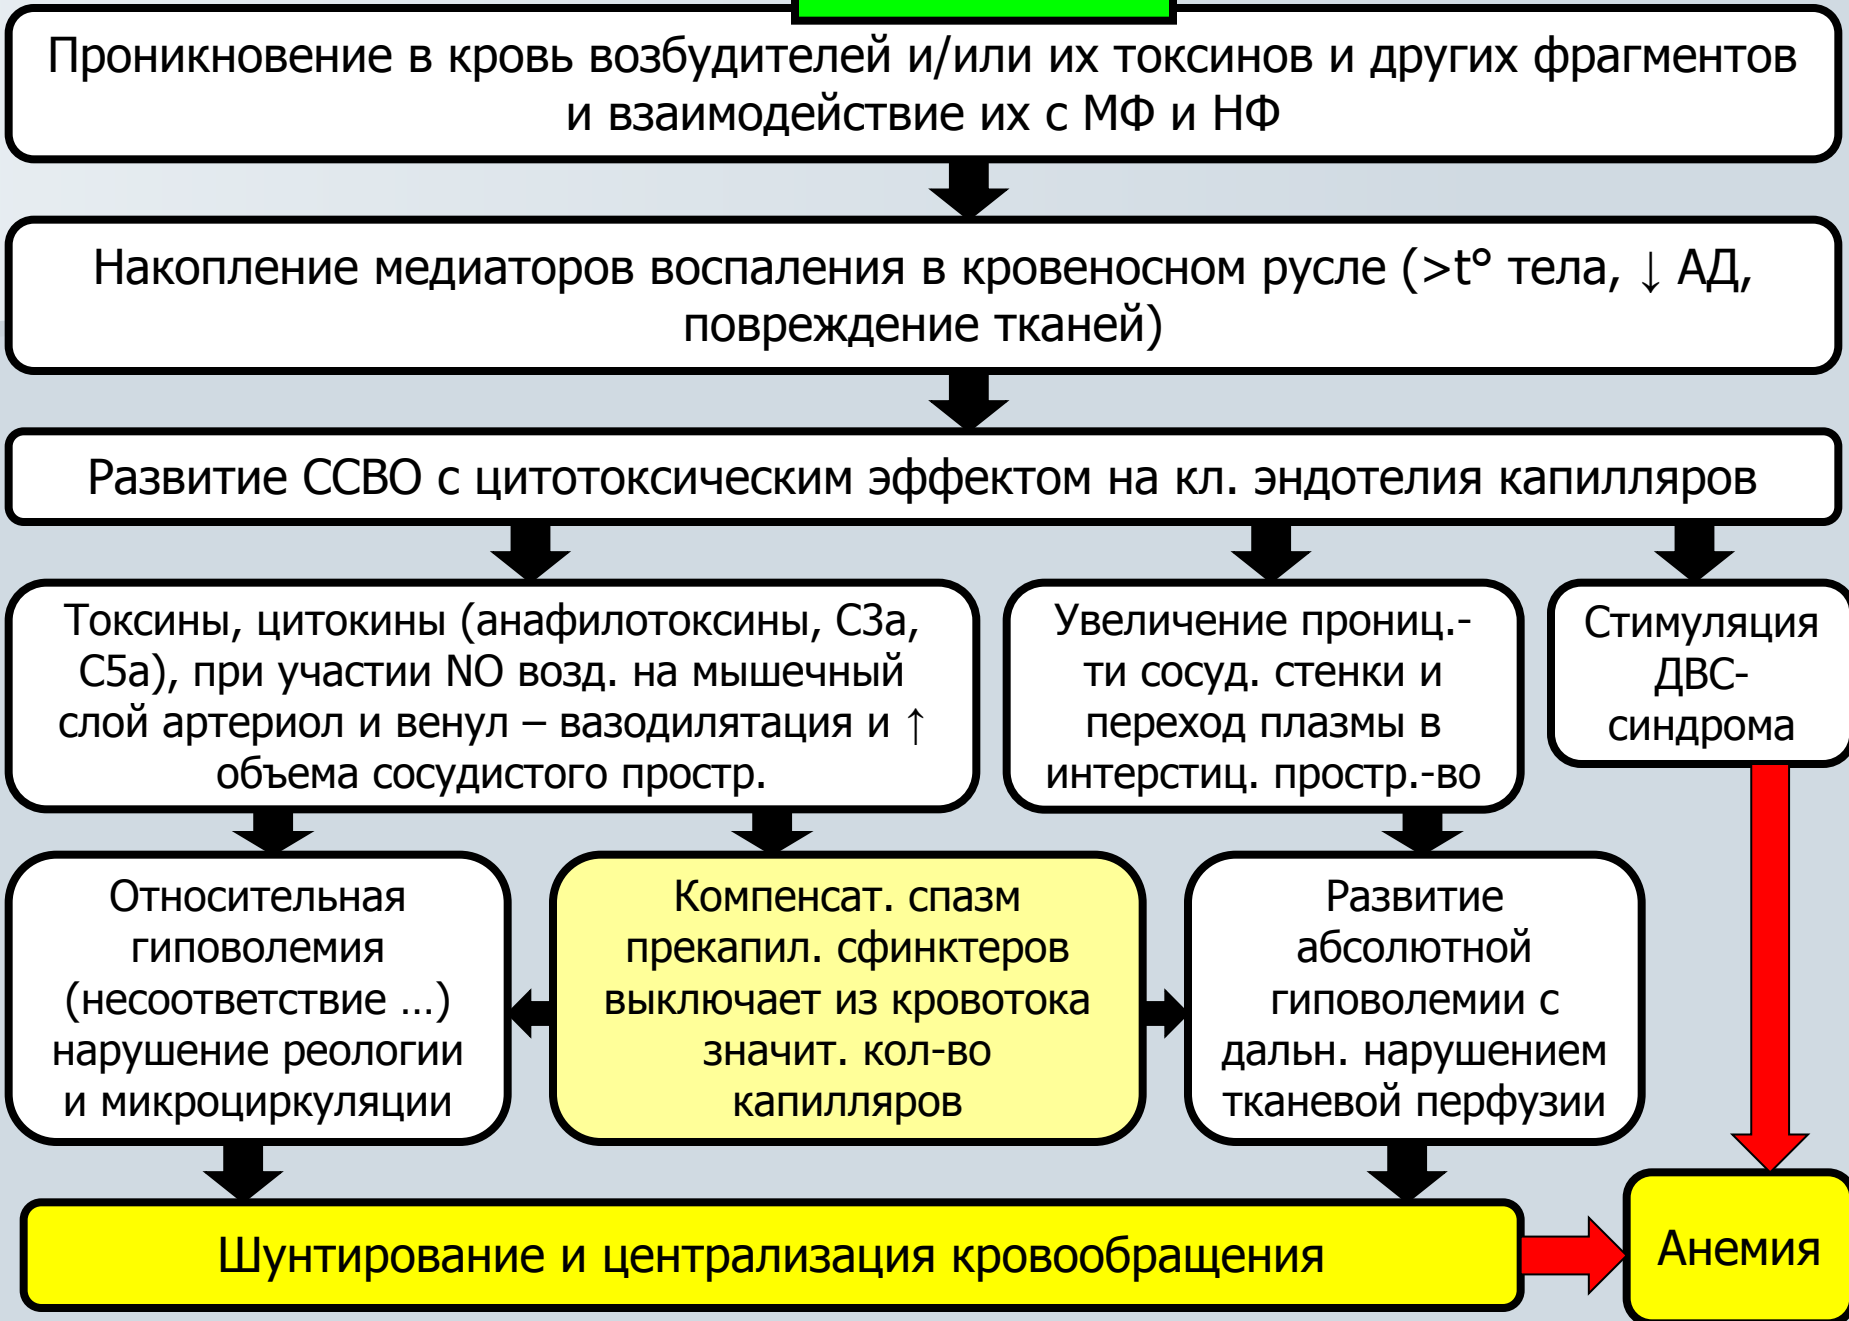 Проникновение в кровь возбудителей и/или их токсинов и других фрагментов
и взаимодействие их с МФ и НФ
Накопление медиаторов воспаления в кровеносном русле (>t° тела, ↓ АД,
повреждение тканей)
Развитие ССВО с цитотоксическим эффектом на кл. эндотелия капилляров
Токсины, цитокины (анафилотоксины, С3а,
С5а), при участии NO возд. на мышечный
слой артериол и венул – вазодилятация и ↑
объема сосудистого простр.
Увеличение прониц.-
ти сосуд. стенки и
переход плазмы в
интерстиц. простр.-во
Стимуляция
ДВС-
синдрома
Относительная
гиповолемия
(несоответствие …)
нарушение реологии
и микроциркуляции
Компенсат. спазм
прекапил. сфинктеров
выключает из кровотока
значит. кол-во
капилляров
Развитие
абсолютной
гиповолемии с
дальн. нарушением
тканевой перфузии
Шунтирование и централизация кровообращения
Анемия